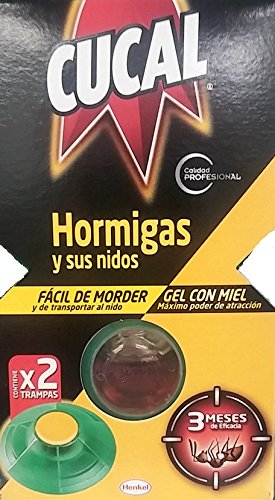 CUCAL®
Calidad
PROFESIONAL
Hormigas
y sus nidos
FÁCIL DE MORDER
y de transportar al nido
GEL CON MIEL
Máximo poder de atracción
CONTIENE
x2
TRAMPAS
3 MESES
de Eficacia
Henkel